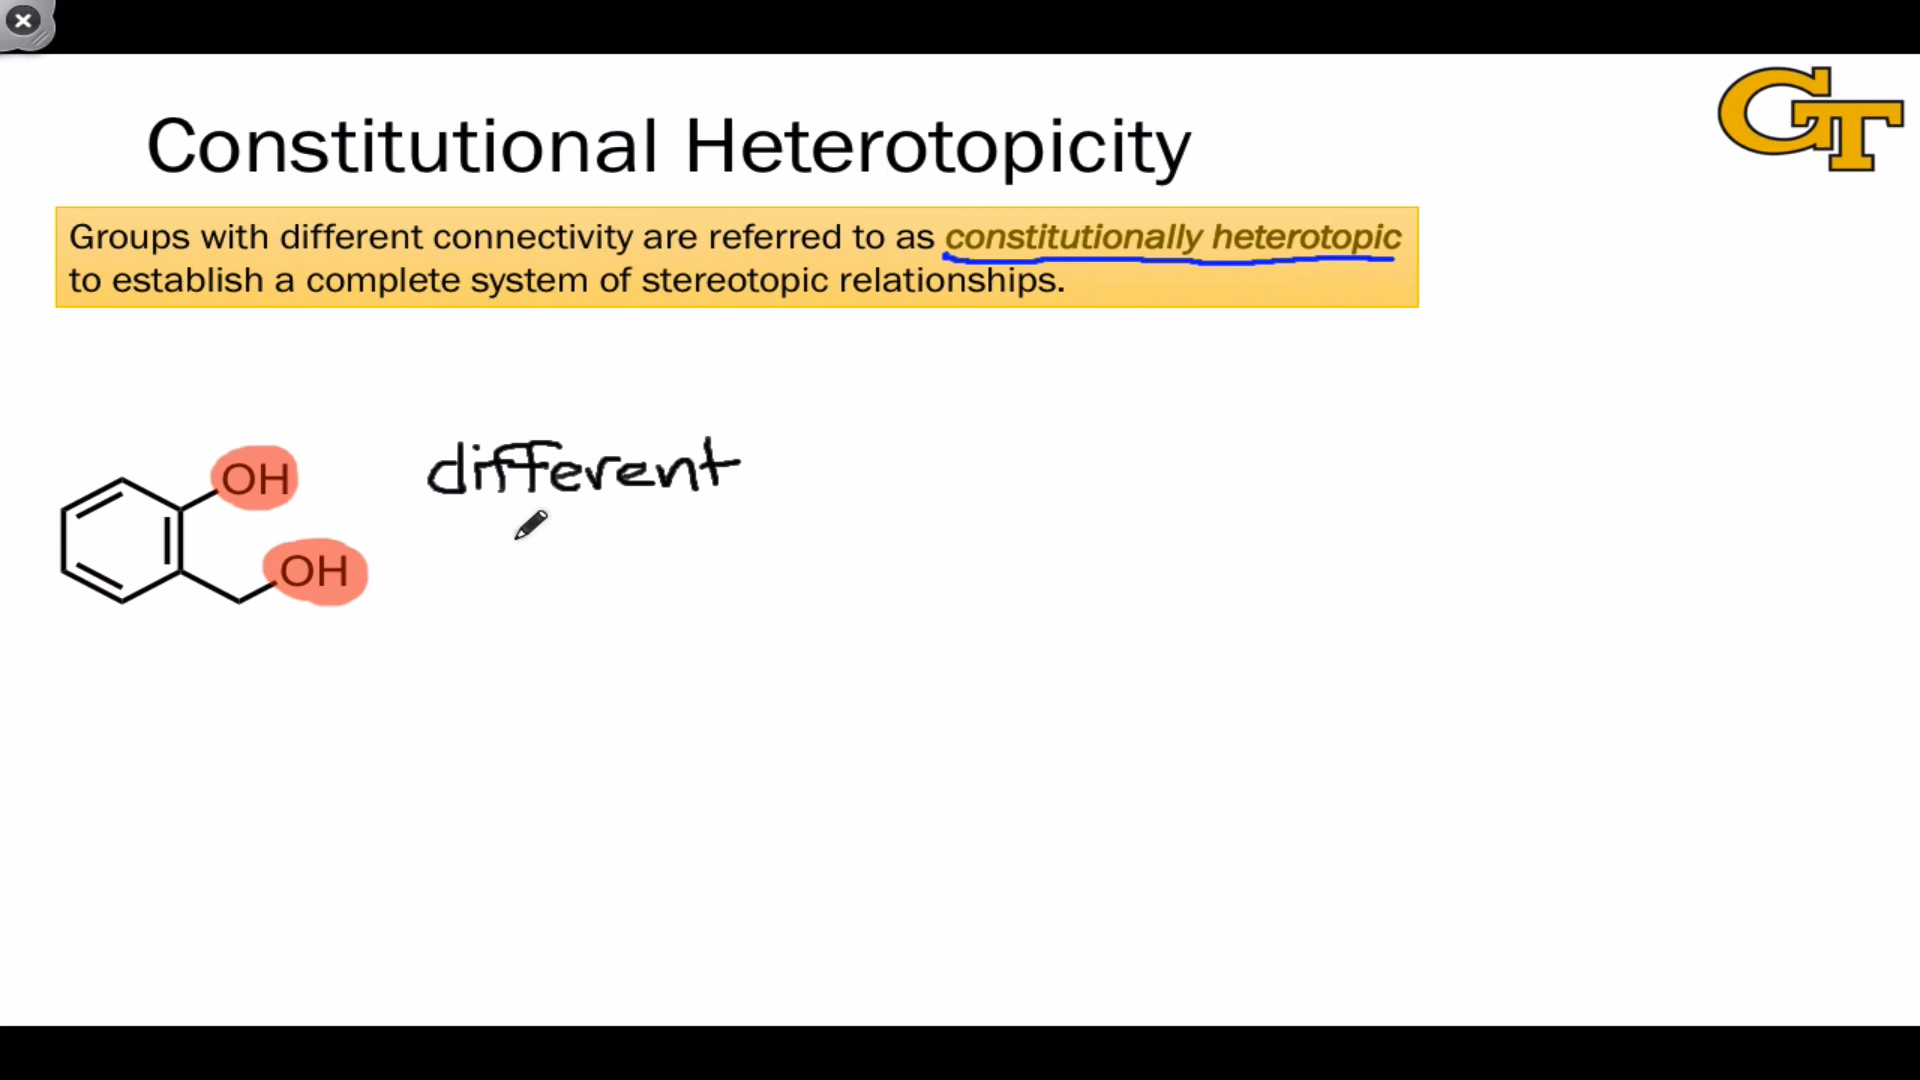 GT
Constitutional Heterotopicity
Groups with different connectivity are referred to as constitutionally heterotopic
to establish a complete system of stereotopic relationships.
OH
different
OH